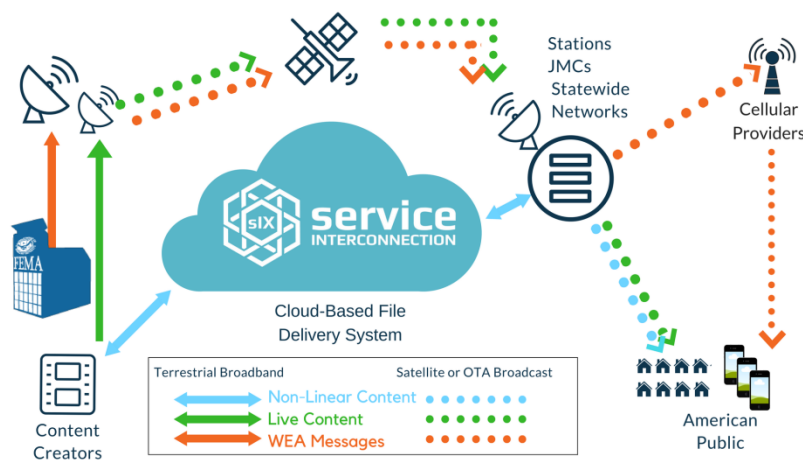 Stations
JMCs
Statewide
Networks
Cellular
Providers
sIX
service
INTERCONNECTION
FEMA
Cloud-Based File
Delivery System
Content
Creators
Terrestrial Broadband
Satellite or OTA Broadcast
Non-Linear Content
Live Content
WEA Messages
American
Public